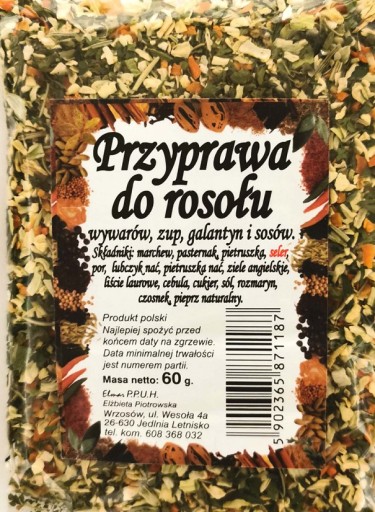 Przyprawa
do rosołu
wywarów, zup, galantyn i sosów.
Składniki: marchew, pasternak, pietruszka, seler,
por, lubczyk nać, pietruszka nać, ziele angielskie,
liście laurowe, cebula, cukier, sól, rozmaryn,
czosnek, pieprz naturalny.
Produkt polski
Najlepiej spożyć przed
końcem daty na zgrzewie.
Data minimalnej trwałości
jest numerem partii.
Masa netto: 60 g.
Elmar P.P.U.H.
Elżbieta Piotrowska
Wrzosów, ul. Wesoła 4a
26-630 Jedlnia Letnisko
tel. kom. 608 368 032
5 902365 871187